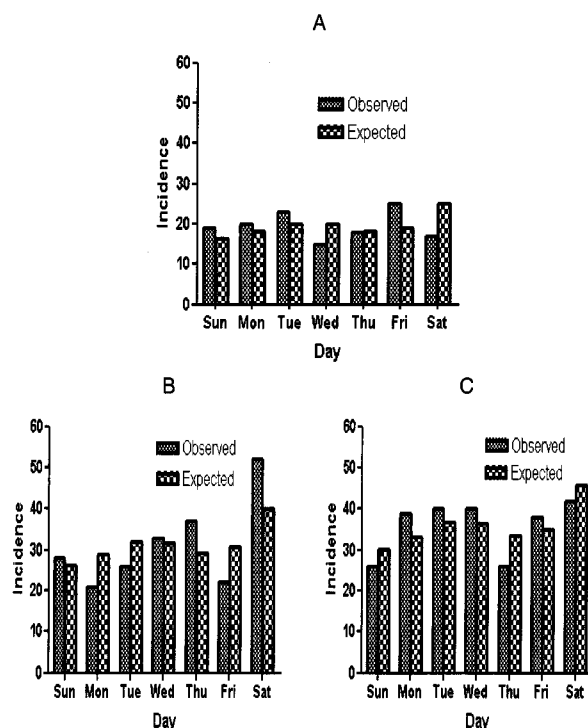 A
60
50
40
30
20
10
0
Incidence
Observed
Expected
Sun Mon Tue Wed Thu Fri Sat
Day
B
60
50
40
30
20
10
0
Incidence
Observed
Expected
Sun Mon Tue Wed Thu Fri Sat
Day
C
60
50
40
30
20
10
0
Incidence
Observed
Expected
Sun Mon Tue Wed Thu Fri Sat
Day